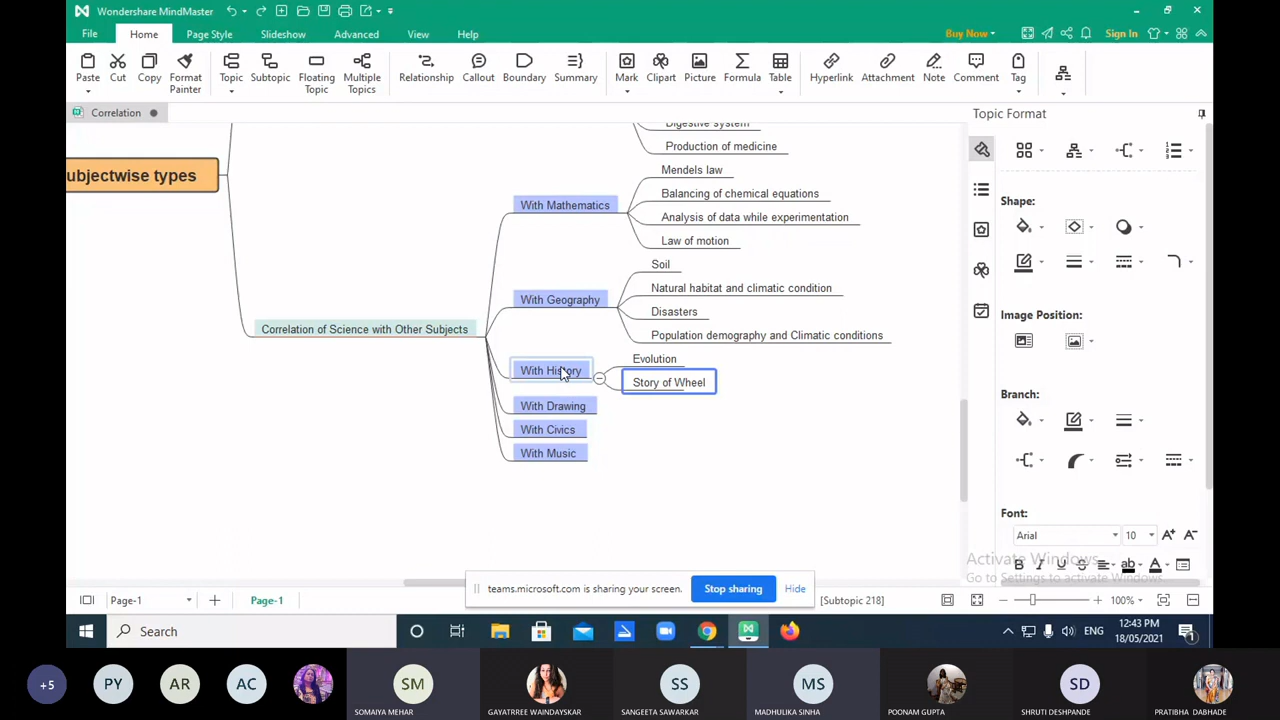 Wondershare MindMaster
File Home Page Style Slideshow Advanced View Help Buy Now Sign In
Paste Cut Copy Format Painter Topic Subtopic Floating Topic Multiple Topics Relationship Callout Boundary Summary Mark Clipart Picture Formula Table Hyperlink Attachment Note Comment Tag
Correlation
Topic Format
Digestive system
Production of medicine
ubjectwise types
Mendels law
With Mathematics
Balancing of chemical equations
Analysis of data while experimentation
Law of motion
Soil
With Geography
Natural habitat and climatic condition
Disasters
Population demography and Climatic conditions
Correlation of Science with Other Subjects
With History
Evolution
Story of Wheel
With Drawing
With Civics
With Music
Shape:
Image Position:
Branch:
Font:
Arial 10 A+ A-
B I U S ab A
Activate Windows
Go to Settings to activate Windows.
teams.microsoft.com is sharing your screen. Stop sharing Hide
Page-1 Page-1 [Subtopic 218] 100%
Search ENG 12:43 PM
18/05/2021
1
+5 PY AR AC SM SS MS SD
SOMAIYA MEHAR GAYATRREE WAINDAYSKAR SANGEETA SAWARKAR MADHULIKA SINHA POONAM GUPTA SHRUTI DESHPANDE PRATIBHA DABHADE